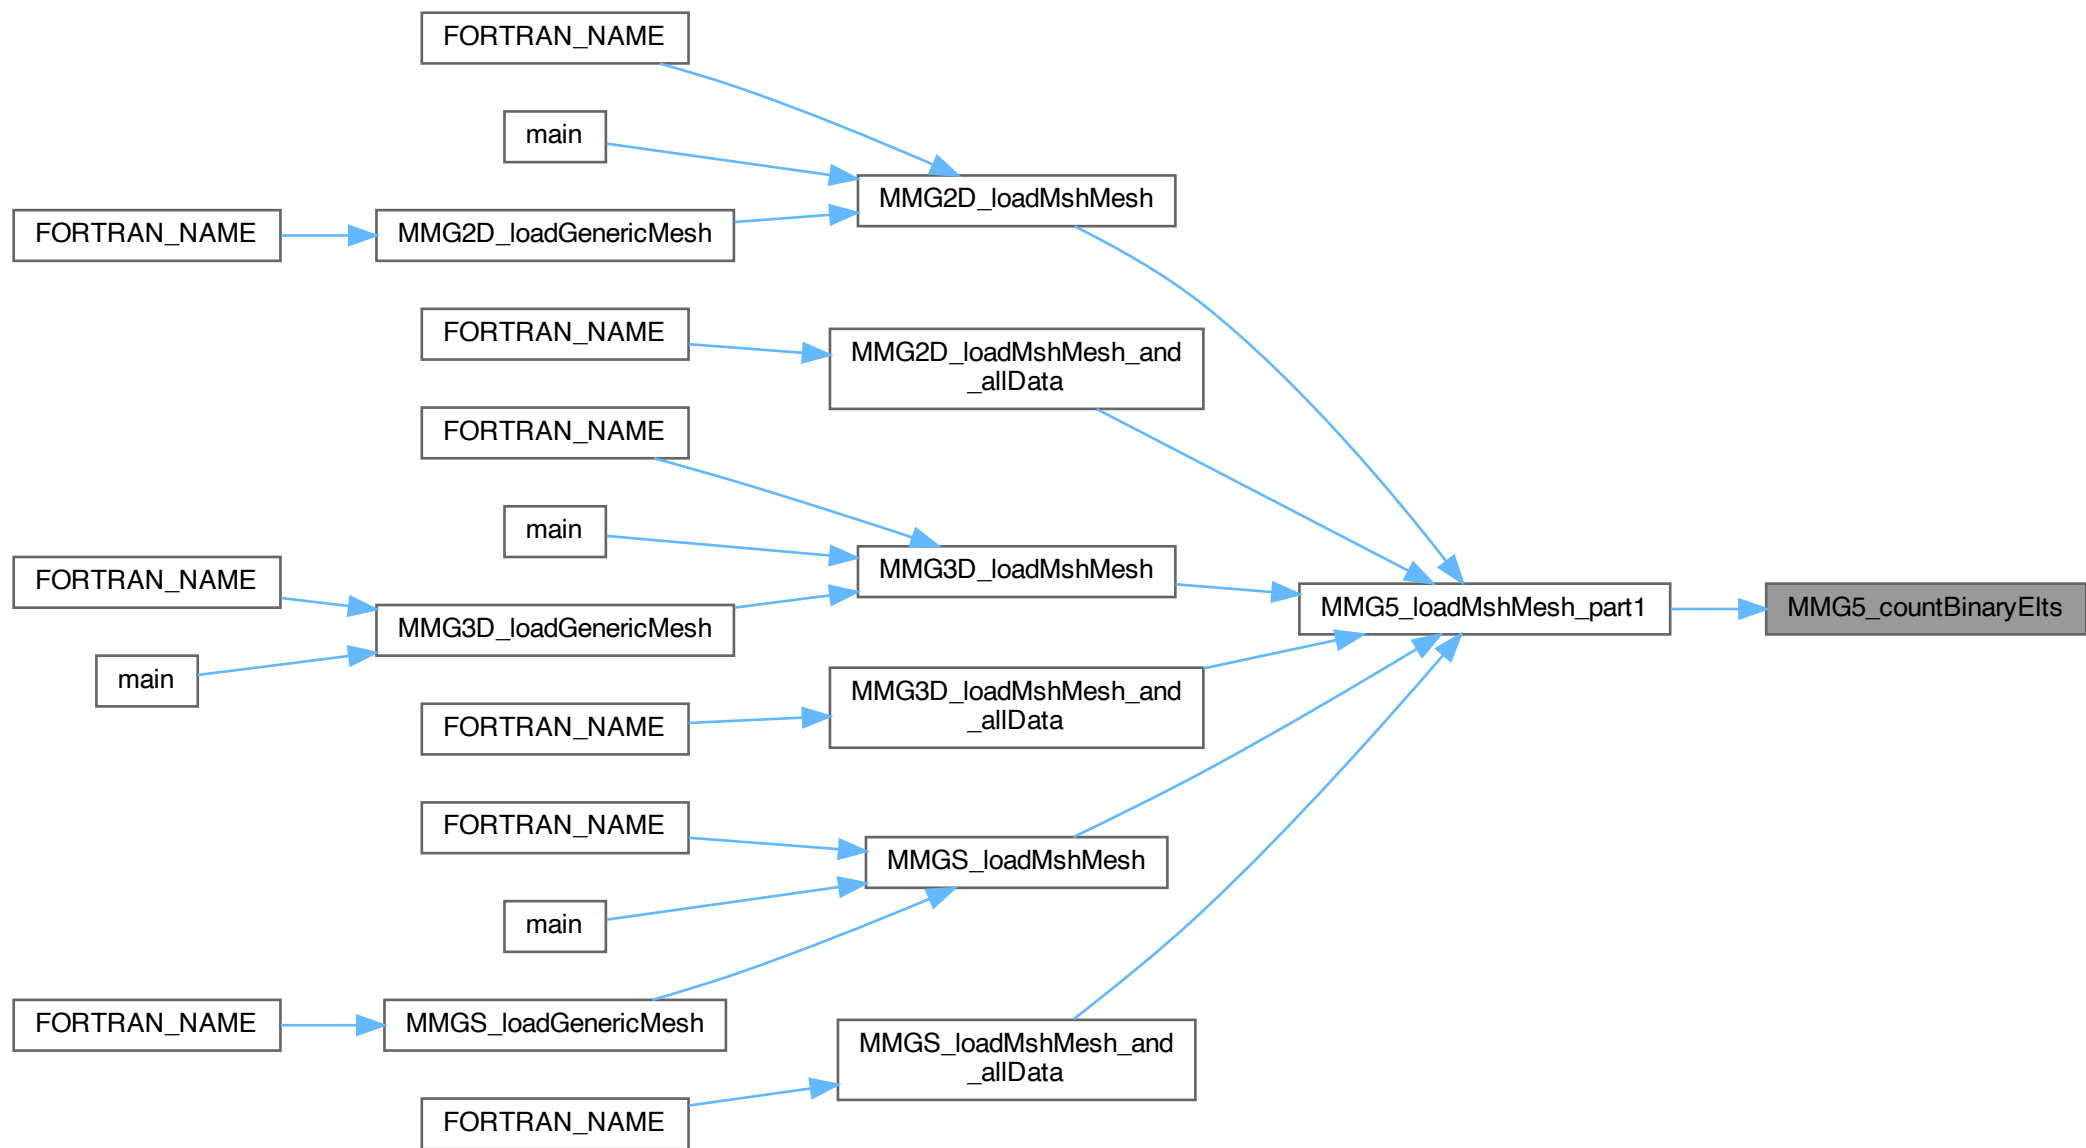 FORTRAN_NAME
main
MMG2D_loadMshMesh
FORTRAN_NAME
MMG2D_loadGenericMesh
FORTRAN_NAME
MMG2D_loadMshMesh_and
_allData
FORTRAN_NAME
main
MMG3D_loadMshMesh
FORTRAN_NAME
MMG3D_loadGenericMesh
MMG5_loadMshMesh_part1
MMG5_countBinaryElts
main
MMG3D_loadMshMesh_and
_allData
FORTRAN_NAME
FORTRAN_NAME
MMGS_loadMshMesh
main
FORTRAN_NAME
MMGS_loadGenericMesh
MMGS_loadMshMesh_and
_allData
FORTRAN_NAME